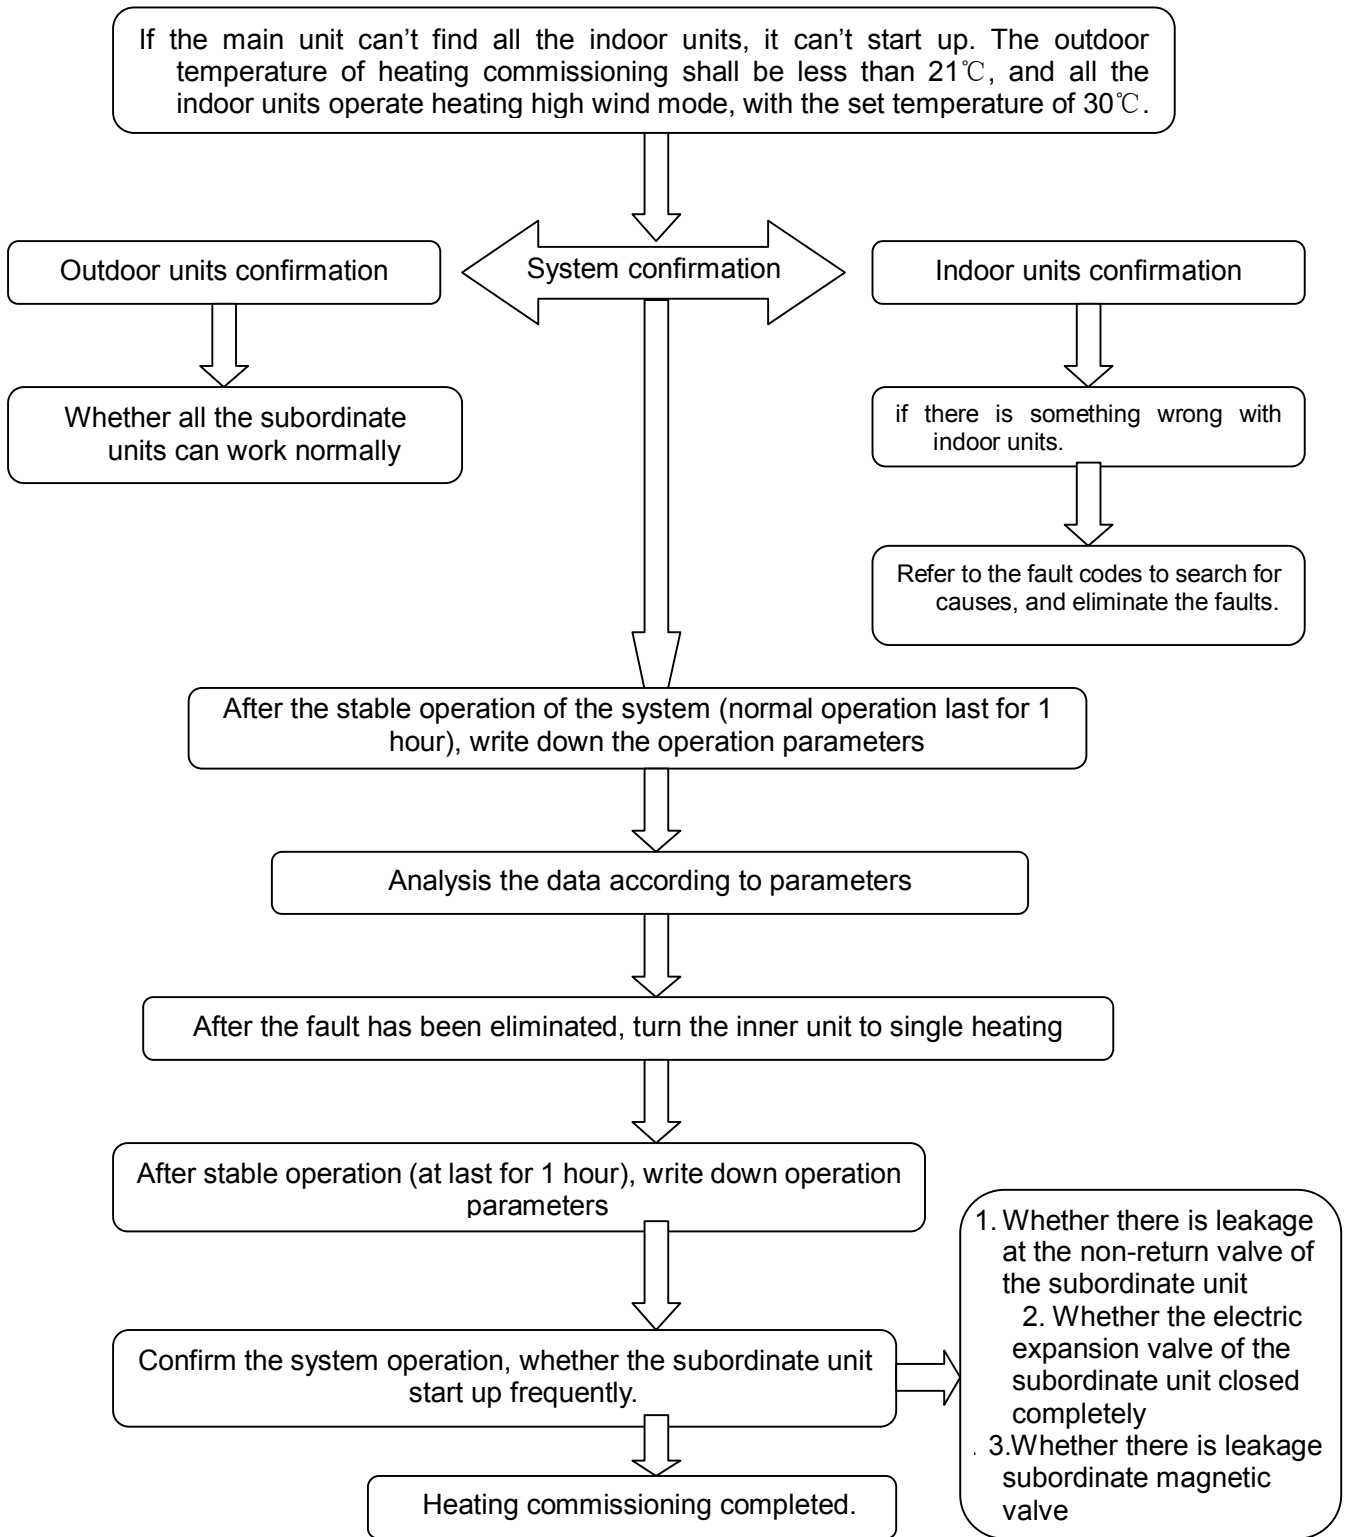 If the main unit can’t find all the indoor units, it can’t start up. The outdoor
temperature of heating commissioning shall be less than 21℃, and all the
indoor units operate heating high wind mode, with the set temperature of 30℃.
Outdoor units confirmation
System confirmation
Indoor units confirmation
Whether all the subordinate
units can work normally
if there is something wrong with
indoor units.
Refer to the fault codes to search for
causes, and eliminate the faults.
After the stable operation of the system (normal operation last for 1
hour), write down the operation parameters
Analysis the data according to parameters
After the fault has been eliminated, turn the inner unit to single heating
After stable operation (at last for 1 hour), write down operation
parameters
Confirm the system operation, whether the subordinate unit
start up frequently.
1. Whether there is leakage
at the non-return valve of
the subordinate unit
2. Whether the electric
expansion valve of the
subordinate unit closed
completely
. 3.Whether there is leakage
subordinate magnetic
valve
Heating commissioning completed.